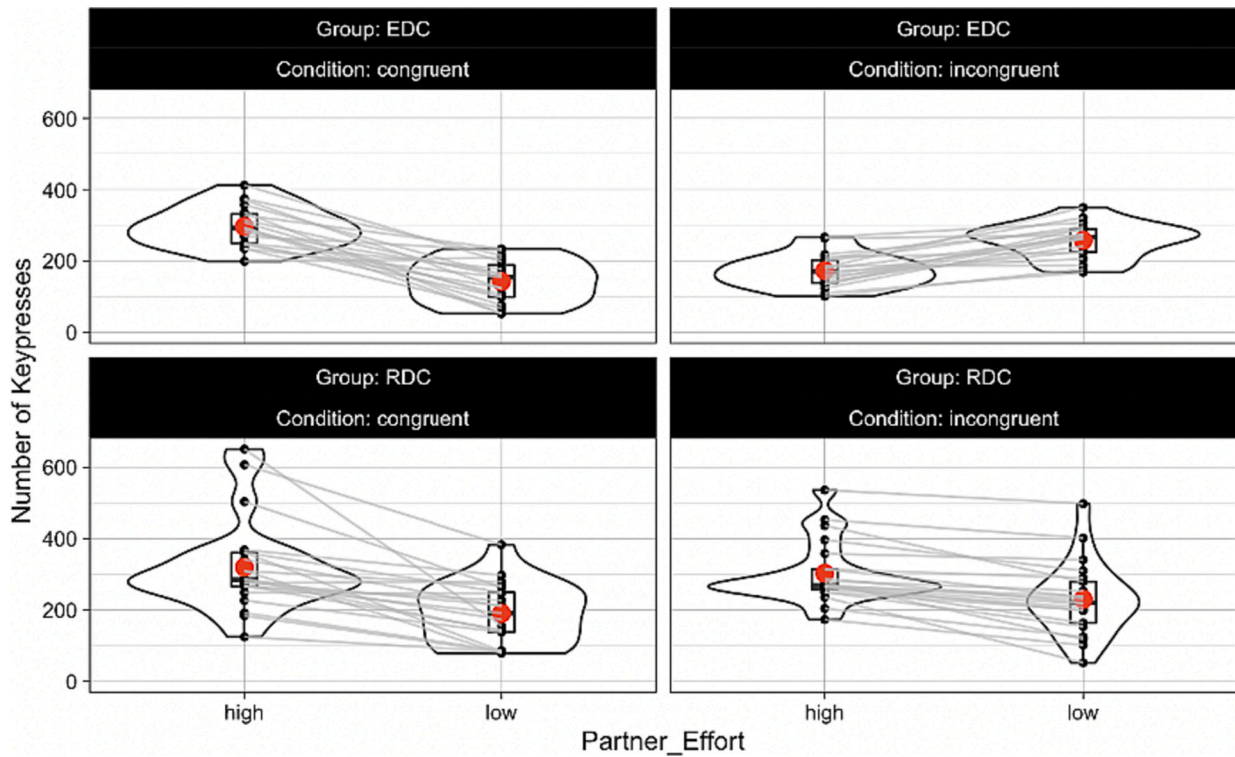 Group: EDC
Condition: congruent
Group: EDC
Condition: incongruent
600
400
200
0
Group: RDC
Condition: congruent
Group: RDC
Condition: incongruent
600
400
200
0
Number of Keypresses
high
low
high
low
Partner_Effort